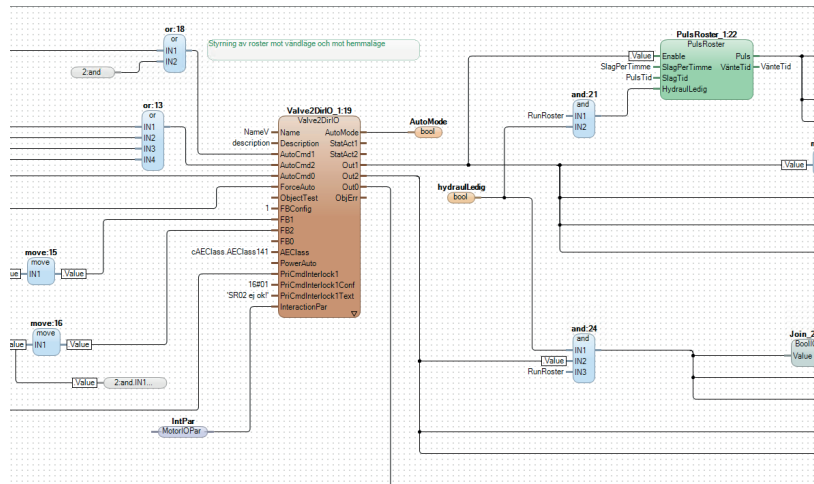 or:18
or
IN1
IN2
2:and
Styrning av roster mot vändläge och mot hemmaläge
PulsRoster_1:22
PulsRoster
Value
Enable
Puls
SlagPerTimme
SlagPerTimme
VänteTid
VänteTid
PulsTid
SlagTid
HydraulLedig
or:13
or
IN1
IN2
IN3
IN4
and:21
and
RunRoster
IN1
IN2
Valve2DirIO_1:19
Valve2DirIO
NameV
Name
AutoMode
description
Description
StatAct1
AutoCmd1
StatAct2
AutoCmd2
Out1
AutoCmd0
Out2
ForceAuto
Out0
ObjectTest
ObjErr
1
FBConfig
FB1
FB2
FB0
cAEClass.AEClass141
AEClass
PowerAuto
PriCmdInterlock1
16#01
PriCmdInterlock1Conf
'SR02 ej ok!'
PriCmdInterlock1Text
InteractionPar
AutoMode
bool
Value
hydraulLedig
bool
move:15
move
IN1
Value
move:16
move
IN1
Value
Value
2:and.IN1...
and:24
and
IN1
Value
IN2
RunRoster
IN3
Join_2
Value
IntPar
MotorIOPar